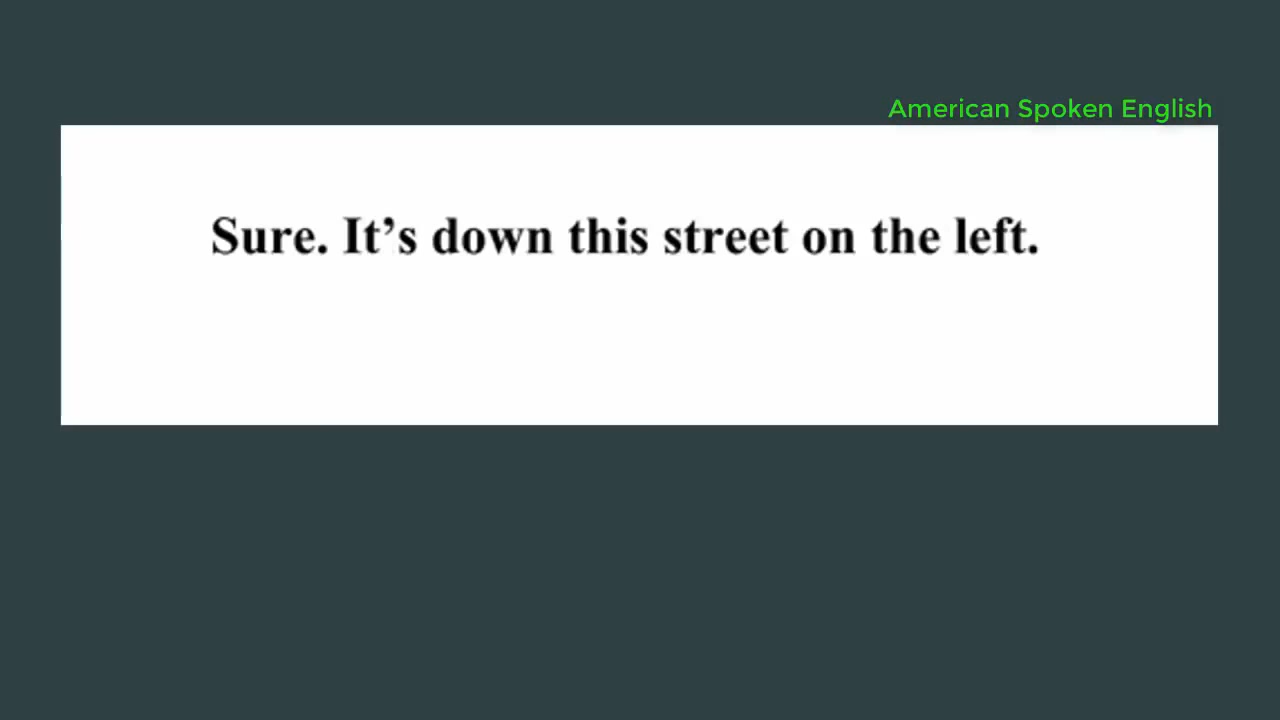 American Spoken English
Sure. It’s down this street on the left.